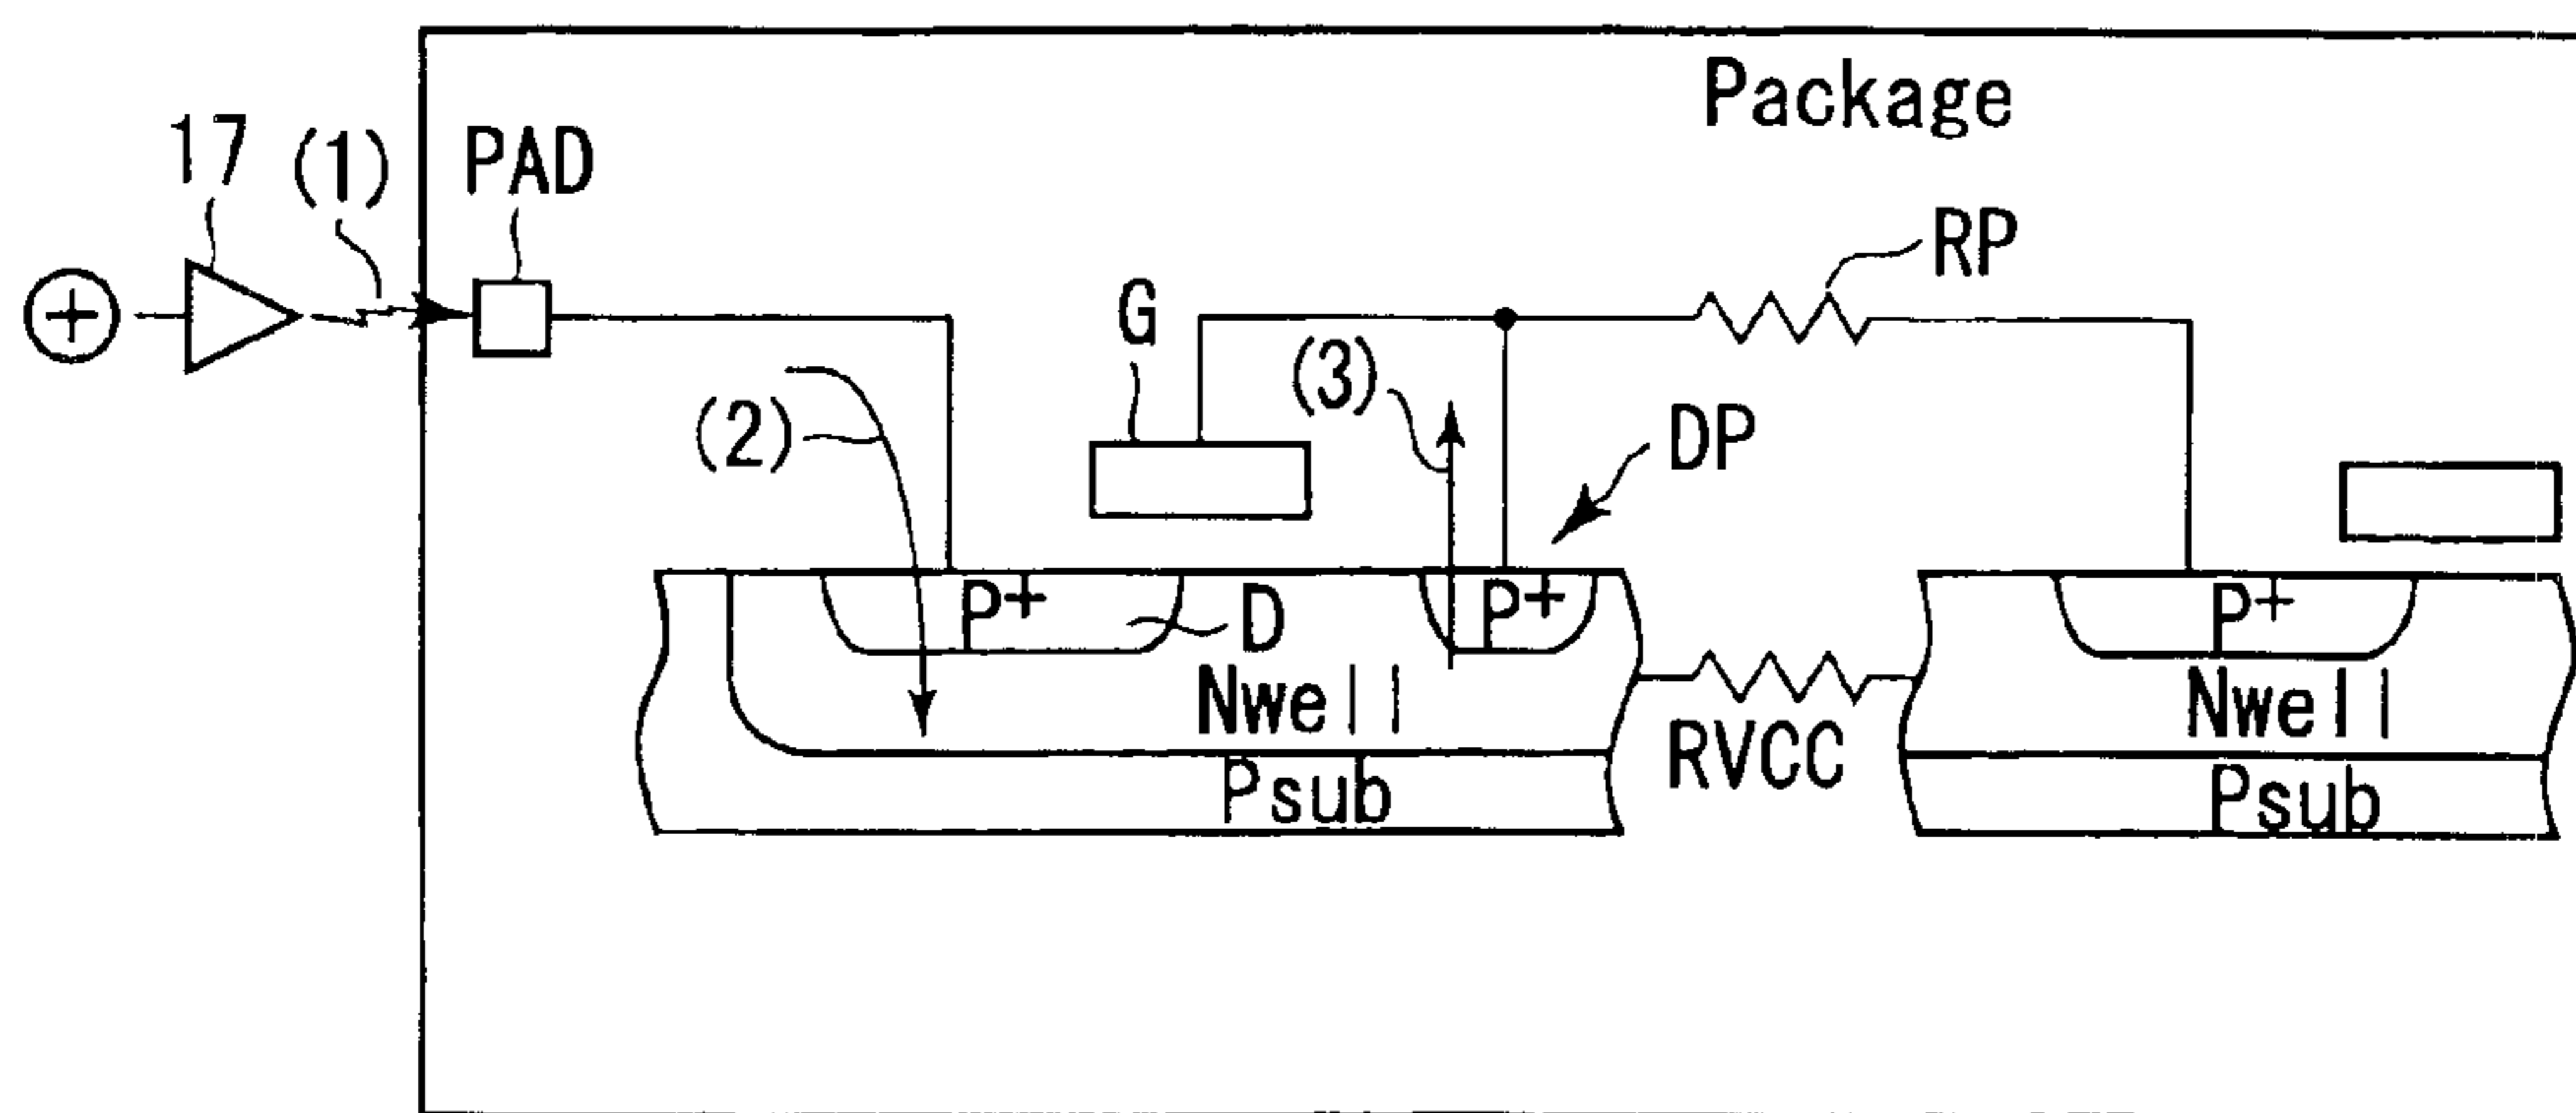 Package
17
(1)
PAD
RP
G
(3)
(2)
DP
P+
D
P+
P+
Nwell
Nwell
RVCC
Psub
Psub